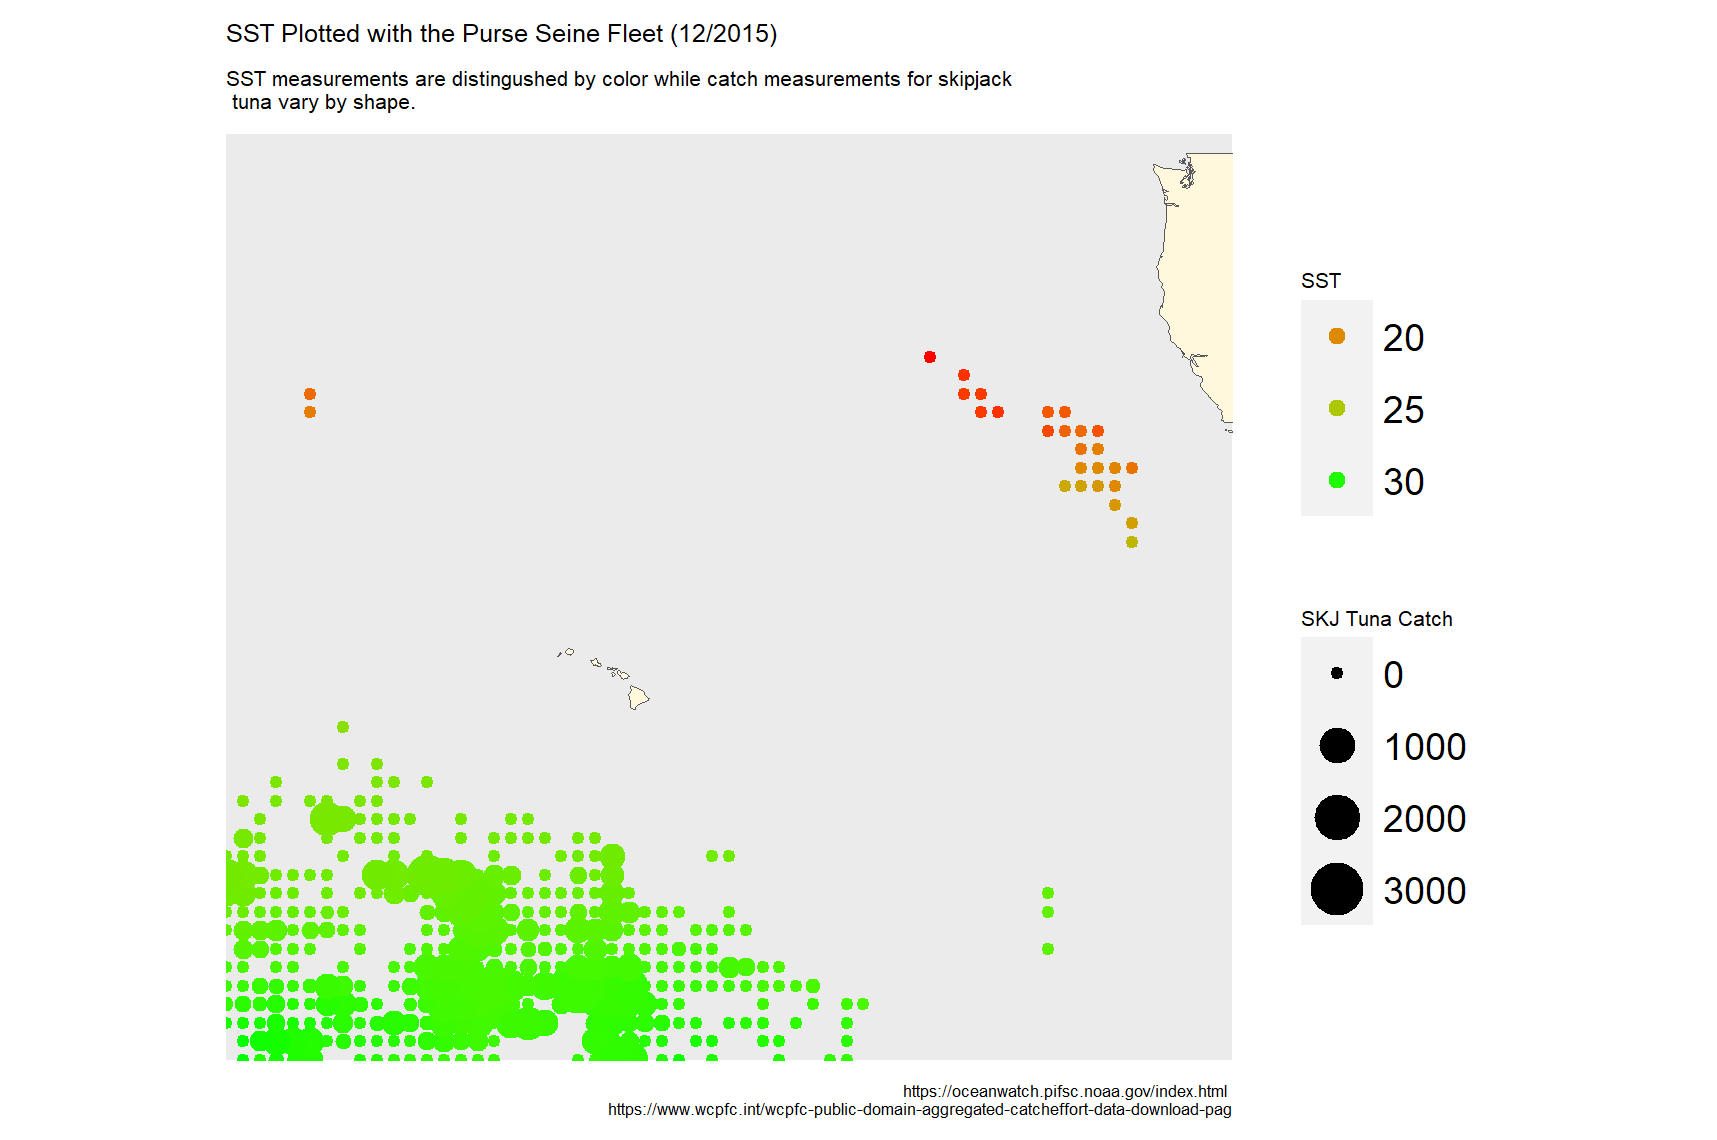 SST Plotted with the Purse Seine Fleet (12/2015)
SST measurements are distingushed by color while catch measurements for skipjack
tuna vary by shape.
SST
20
25
30
SKJ Tuna Catch
0
1000
2000
3000
https://oceanwatch.pifsc.noaa.gov/index.html
https://www.wcpfc.int/wcpfc-public-domain-aggregated-catcheffort-data-download-pag